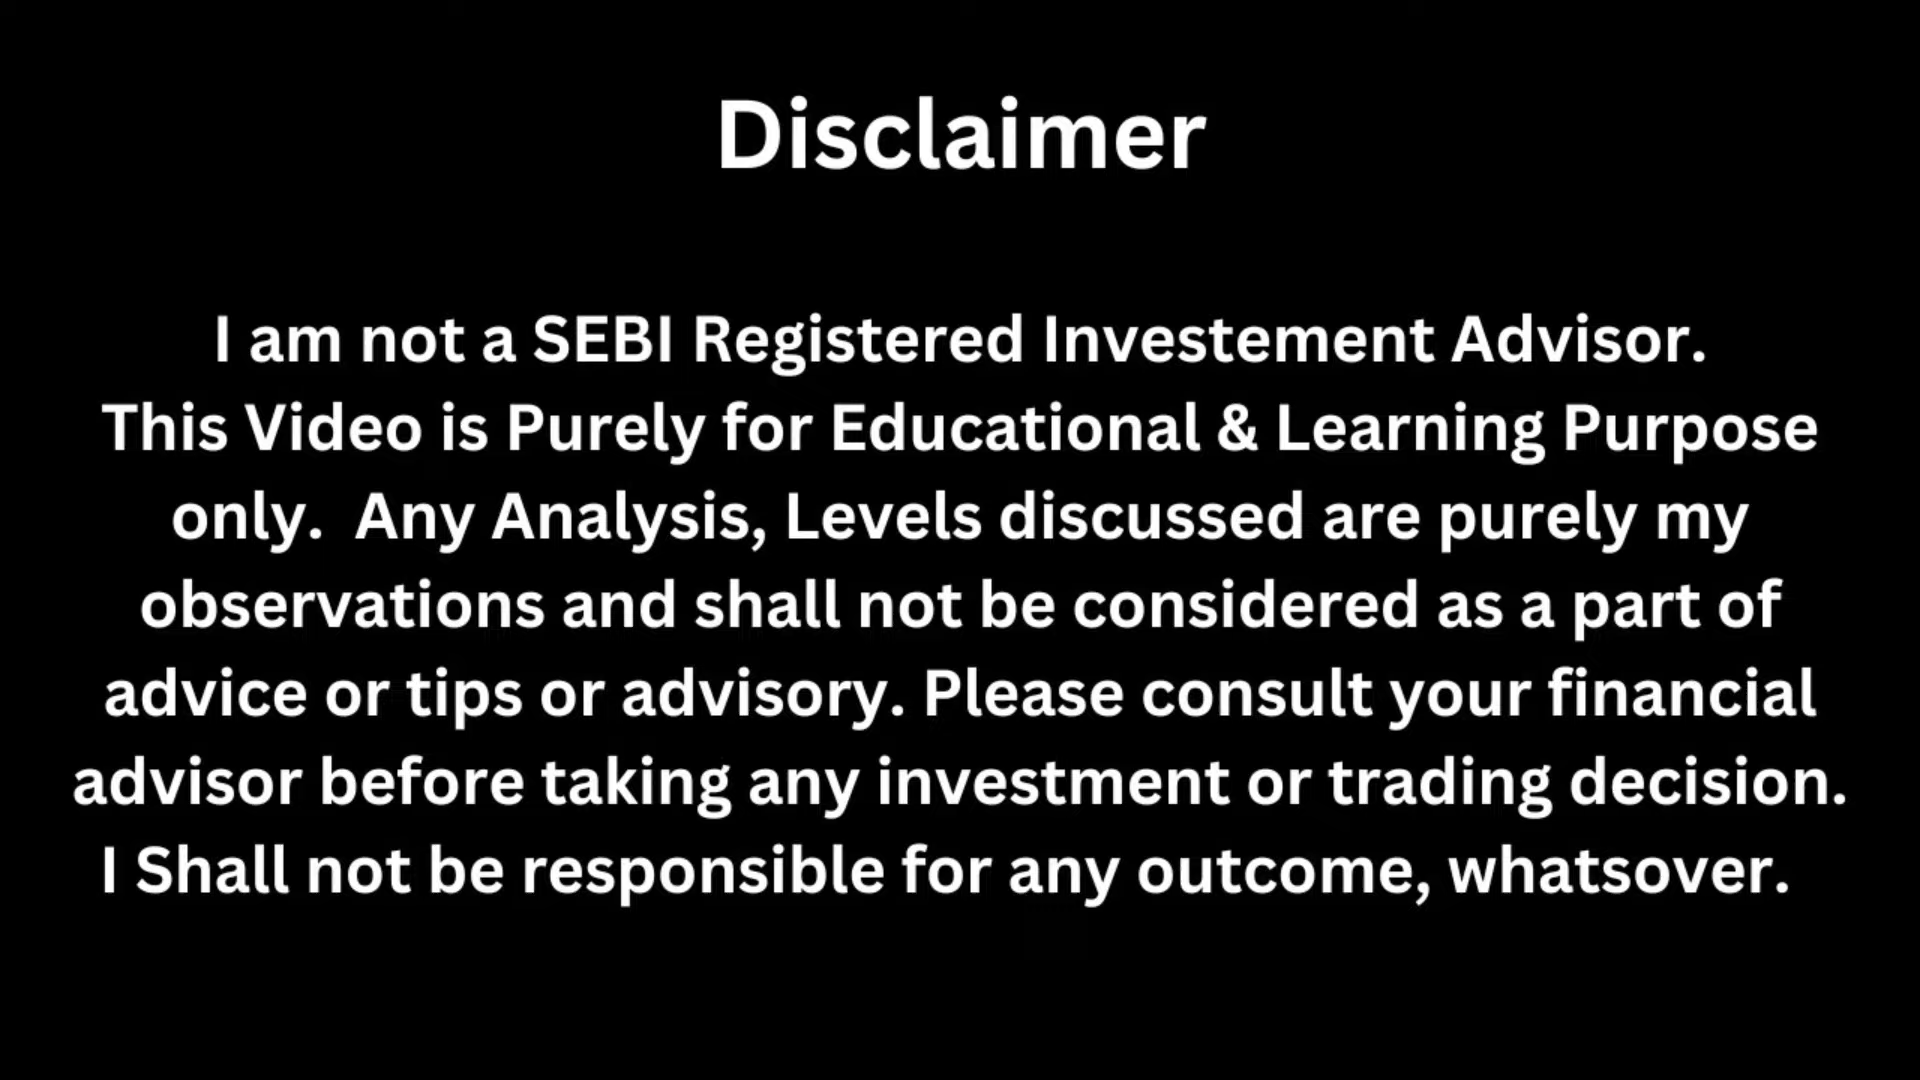 Disclaimer
I am not a SEBI Registered Investement Advisor.
This Video is Purely for Educational & Learning Purpose
only.  Any Analysis, Levels discussed are purely my
observations and shall not be considered as a part of
advice or tips or advisory. Please consult your financial
advisor before taking any investment or trading decision.
I Shall not be responsible for any outcome, whatsover.